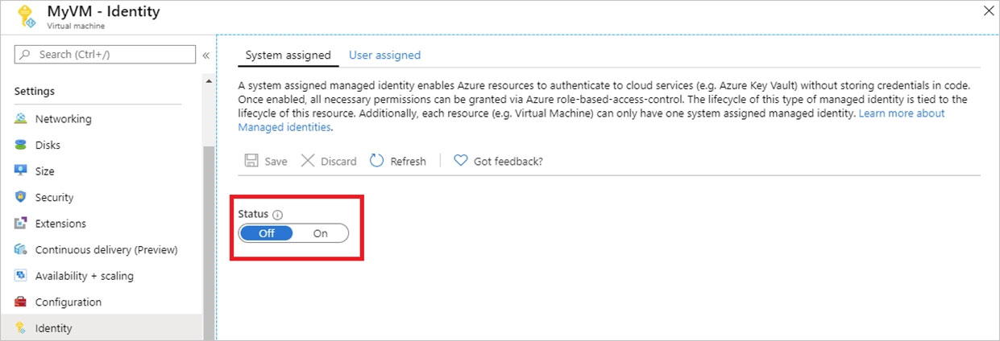 MyVM - Identity
Virtual machine
Search (Ctrl+/)
«
Settings
Networking
Disks
Size
Security
Extensions
Continuous delivery (Preview)
Availability + scaling
Configuration
Identity
System assigned User assigned
A system assigned managed identity enables Azure resources to authenticate to cloud services (e.g. Azure Key Vault) without storing credentials in code.
Once enabled, all necessary permissions can be granted via Azure role-based-access-control. The lifecycle of this type of managed identity is tied to the
lifecycle of this resource. Additionally, each resource (e.g. Virtual Machine) can only have one system assigned managed identity. Learn more about
Managed identities.
Save Discard Refresh Got feedback?
Status
Off On